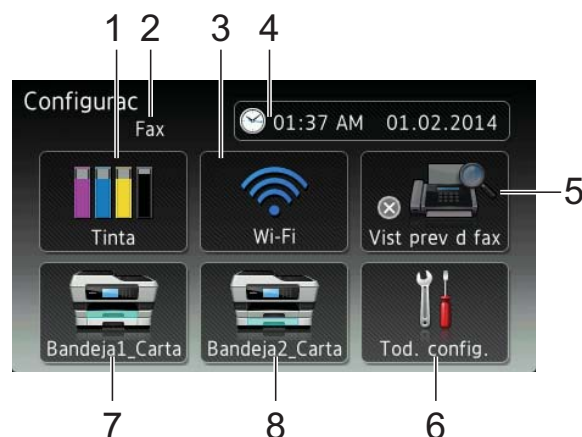 1 2 3 4
Configurac
Fax
01:37 AM 01.02.2014
5
Tinta
Wi-Fi
Vist prev d fax
Bandeja1_Carta
Bandeja2_Carta
Tod. config.
7 8 6